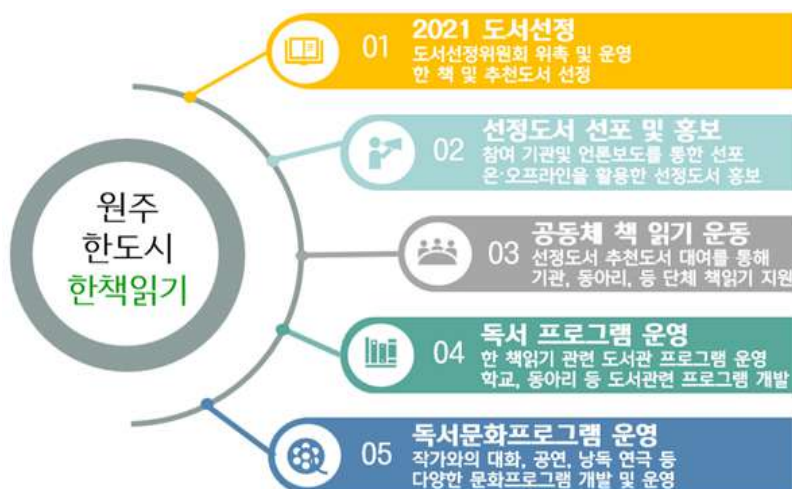 원주
한도시
한책읽기
01
2021 도서선정
도서선정위원회 위촉 및 운영
한 책 및 추천도서 선정
02
선정도서 선포 및 홍보
참여 기관및 언론보도를 통한 선포
온·오프라인을 활용한 선정도서 홍보
03
공동체 책 읽기 운동
선정도서 추천도서 대여를 통해
기관, 동아리, 등 단체 책읽기 지원
04
독서 프로그램 운영
한 책읽기 관련 도서관 프로그램 운영
학교, 동아리 등 도서관련 프로그램 개발
05
독서문화프로그램 운영
작가와의 대화, 공연, 낭독 연극 등
다양한 문화프로그램 개발 및 운영